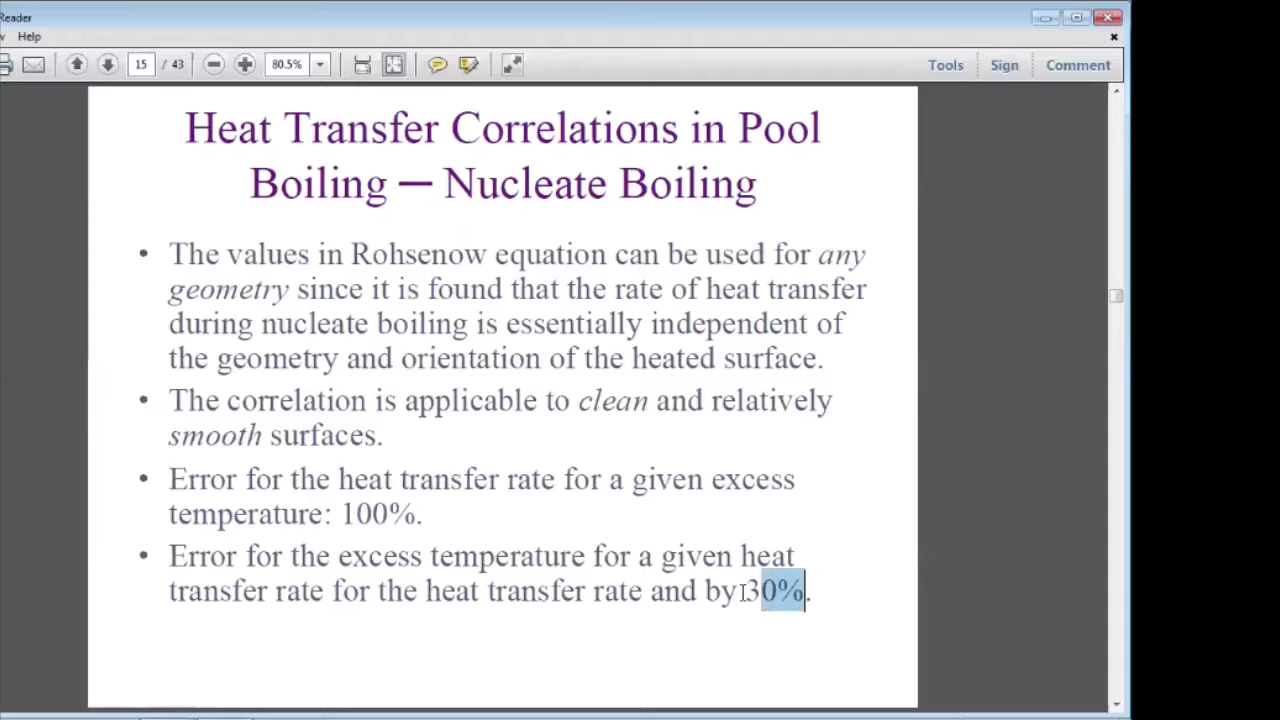 Reader
Help
15 / 43 80.5% Tools Sign Comment
Heat Transfer Correlations in Pool
Boiling — Nucleate Boiling
• The values in Rohsenow equation can be used for any
geometry since it is found that the rate of heat transfer
during nucleate boiling is essentially independent of
the geometry and orientation of the heated surface.
• The correlation is applicable to clean and relatively
smooth surfaces.
• Error for the heat transfer rate for a given excess
temperature: 100%.
• Error for the excess temperature for a given heat
transfer rate for the heat transfer rate and by 30%.